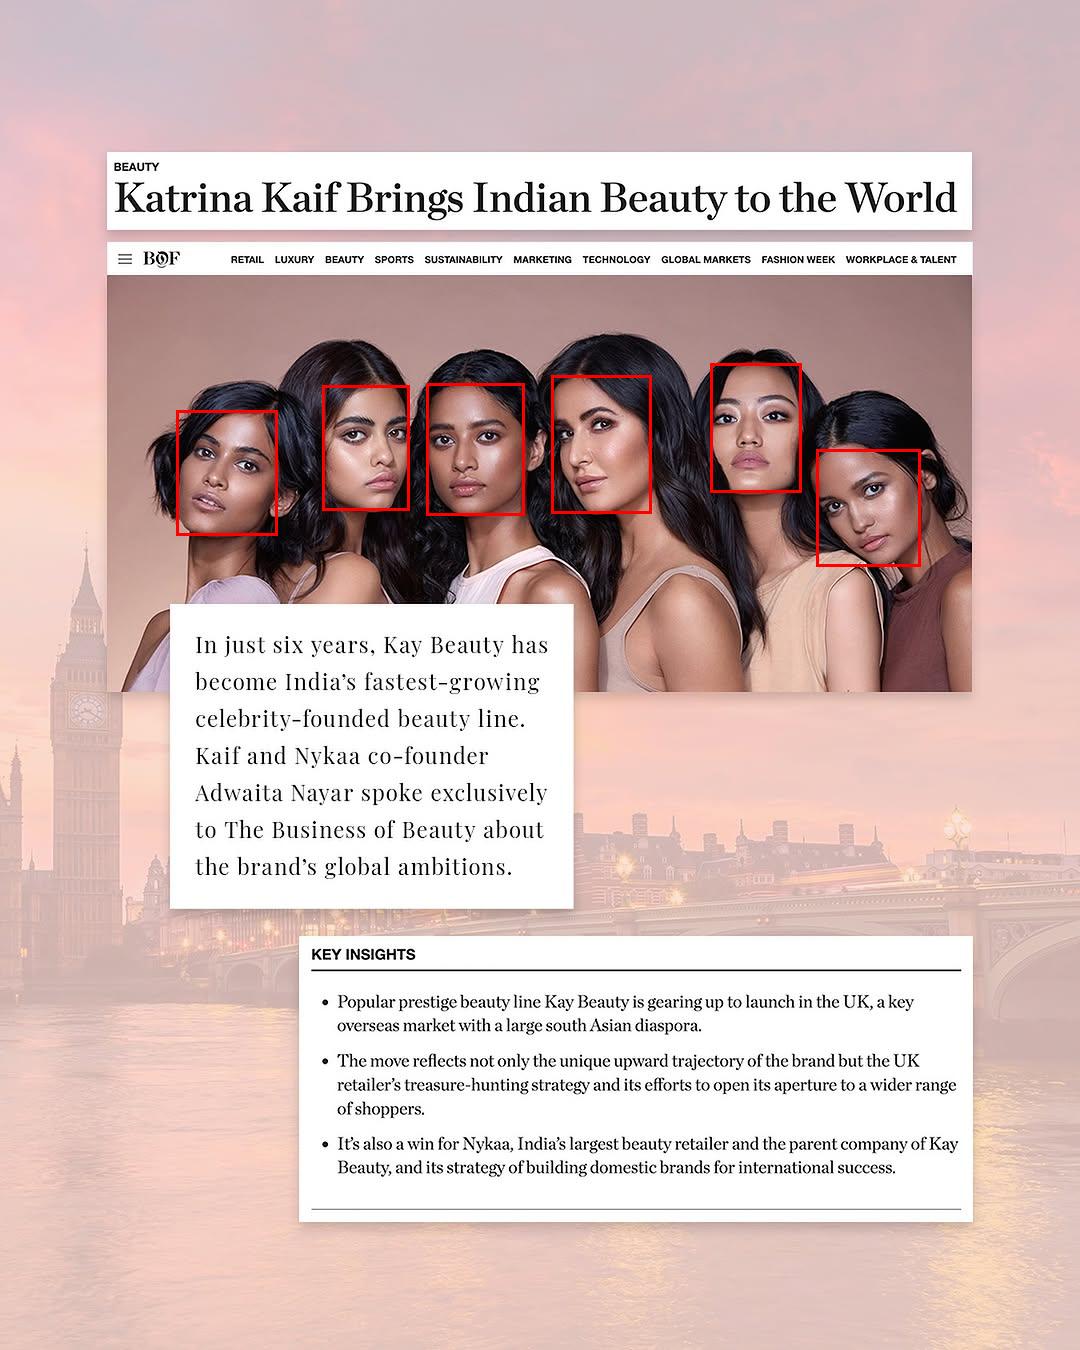 BEAUTY
Katrina Kaif Brings Indian Beauty to the World
BOF RETAIL LUXURY BEAUTY SPORTS SUSTAINABILITY MARKETING TECHNOLOGY GLOBAL MARKETS FASHION WEEK WORKPLACE & TALENT
In just six years, Kay Beauty has
become India’s fastest-growing
celebrity-founded beauty line.
Kaif and Nykaa co-founder
Adwaita Nayar spoke exclusively
to The Business of Beauty about
the brand’s global ambitions.
KEY INSIGHTS
• Popular prestige beauty line Kay Beauty is gearing up to launch in the UK, a key
overseas market with a large south Asian diaspora.
• The move reflects not only the unique upward trajectory of the brand but the UK
retailer’s treasure-hunting strategy and its efforts to open its aperture to a wider range
of shoppers.
• It’s also a win for Nykaa, India’s largest beauty retailer and the parent company of Kay
Beauty, and its strategy of building domestic brands for international success.